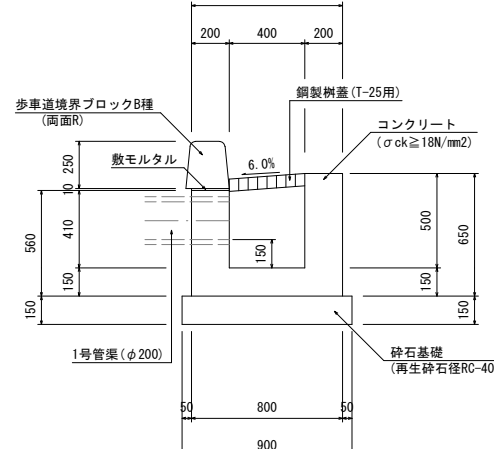 200
400
200
鋼製桝蓋(T-25用)
歩車道境界ブロックB種
(両面R)
コンクリート
(σck≧18N/mm2)
敷モルタル
6.0%
250
10
410
560
150
150
150
500
650
150
150
1号管渠(φ200)
砕石基礎
(再生砕石径RC-40
50
800
50
900